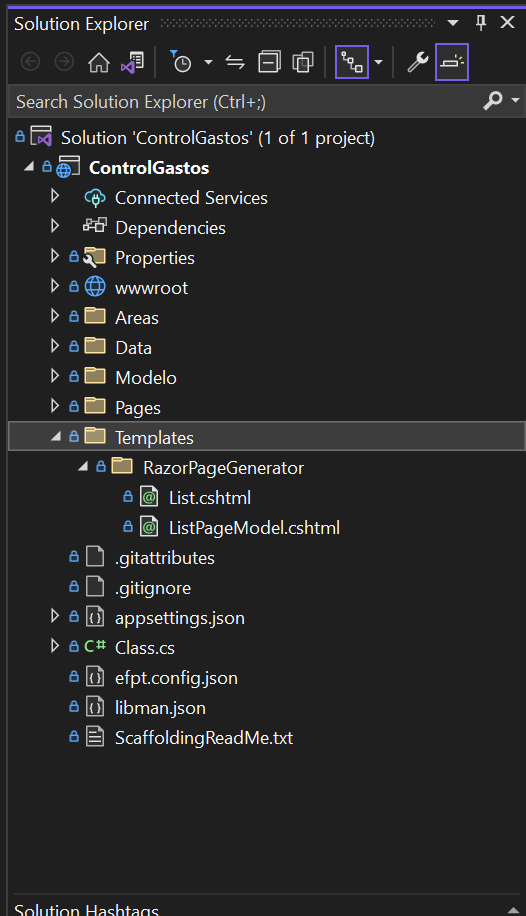 Solution Explorer
Search Solution Explorer (Ctrl+;)
Solution 'ControlGastos' (1 of 1 project)
ControlGastos
Connected Services
Dependencies
Properties
wwwroot
Areas
Data
Modelo
Pages
Templates
RazorPageGenerator
List.cshtml
ListPageModel.cshtml
.gitattributes
.gitignore
appsettings.json
C# Class.cs
efpt.config.json
libman.json
ScaffoldingReadMe.txt
Solution Hashtags